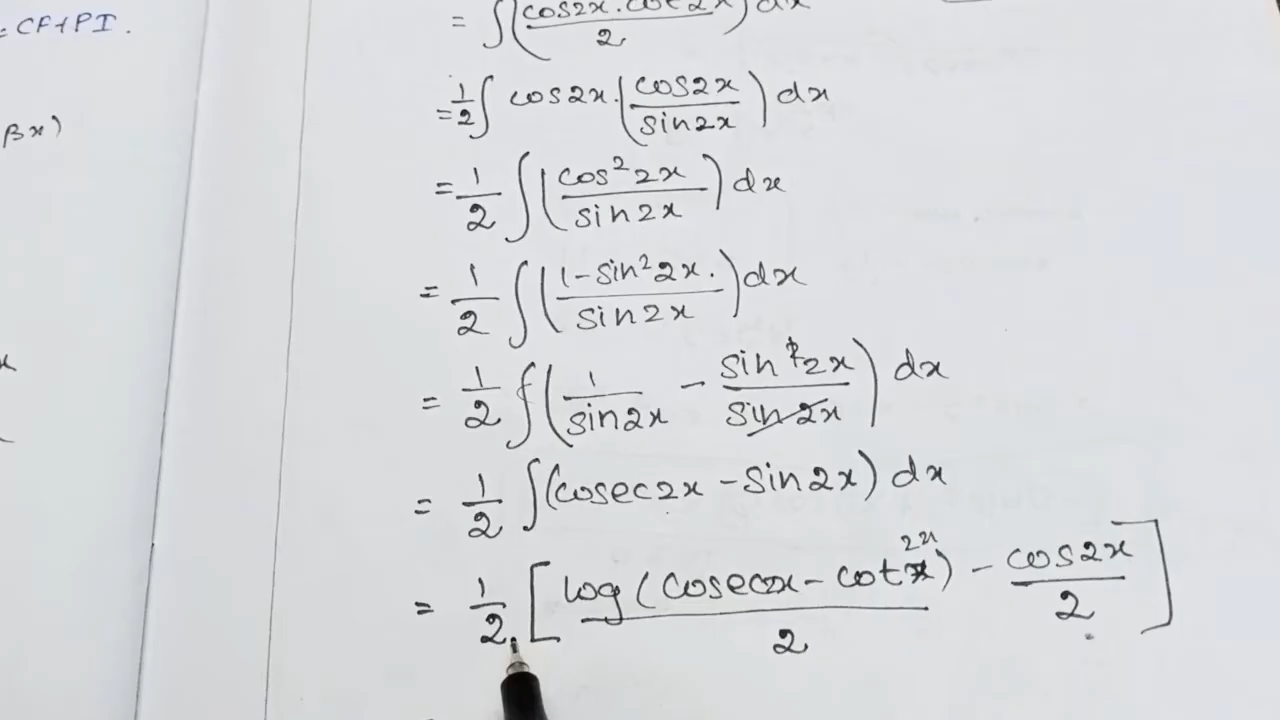 = CF+PI.
βx)
x
= ∫(cos2x.cot2x/2)dx
=1/2∫ cos2x.(cos2x/sin2x) dx
=1/2 ∫(cos²2x/sin2x) dx
= 1/2 ∫(1-sin²2x./sin2x)dx
= 1/2 ∫(1/sin2x - sin²2x/sin2x) dx
= 1/2 ∫(cosec2x - sin2x) dx
= 1/2 [log(cosec2x - cot2x)/2 - cos2x/2]